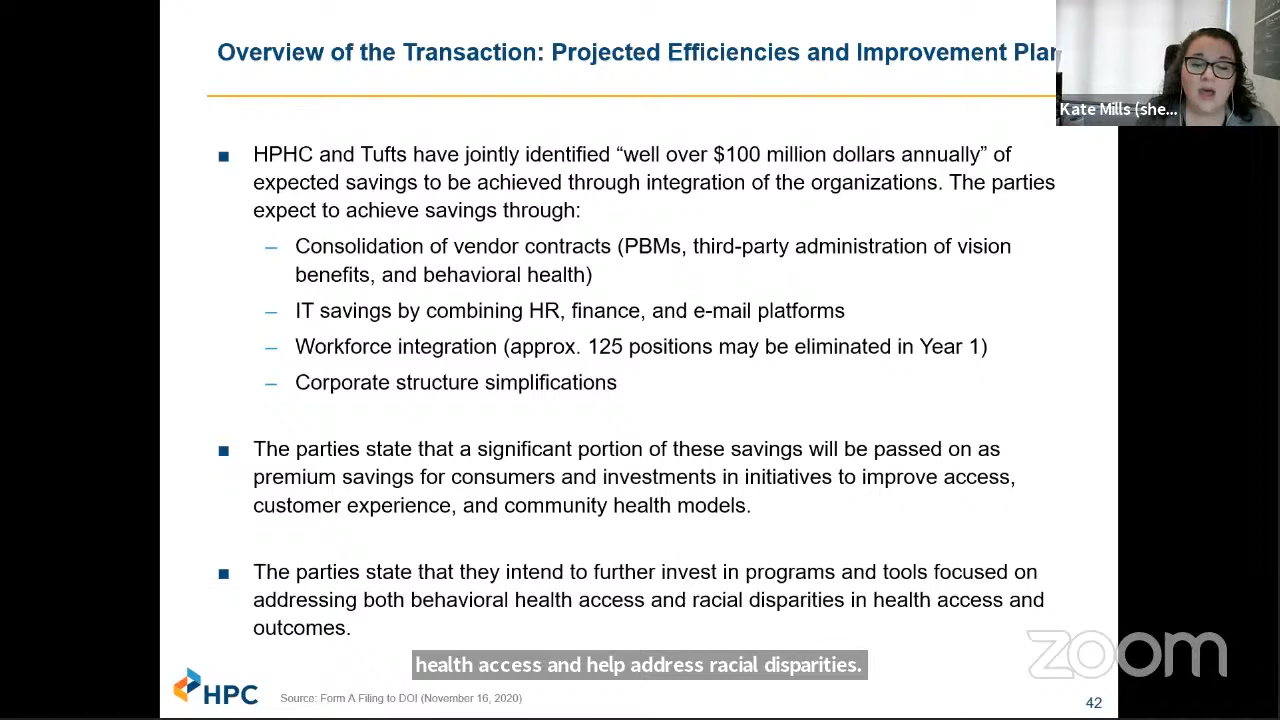 Overview of the Transaction: Projected Efficiencies and Improvement Plan
Kate Mills (she...
■ HPHC and Tufts have jointly identified “well over $100 million dollars annually” of
expected savings to be achieved through integration of the organizations. The parties
expect to achieve savings through:
– Consolidation of vendor contracts (PBMs, third-party administration of vision
benefits, and behavioral health)
– IT savings by combining HR, finance, and e-mail platforms
– Workforce integration (approx. 125 positions may be eliminated in Year 1)
– Corporate structure simplifications
■ The parties state that a significant portion of these savings will be passed on as
premium savings for consumers and investments in initiatives to improve access,
customer experience, and community health models.
■ The parties state that they intend to further invest in programs and tools focused on
addressing both behavioral health access and racial disparities in health access and
outcomes.
zoom
health access and help address racial disparities.
HPC
Source: Form A Filing to DOI (November 16, 2020)
42